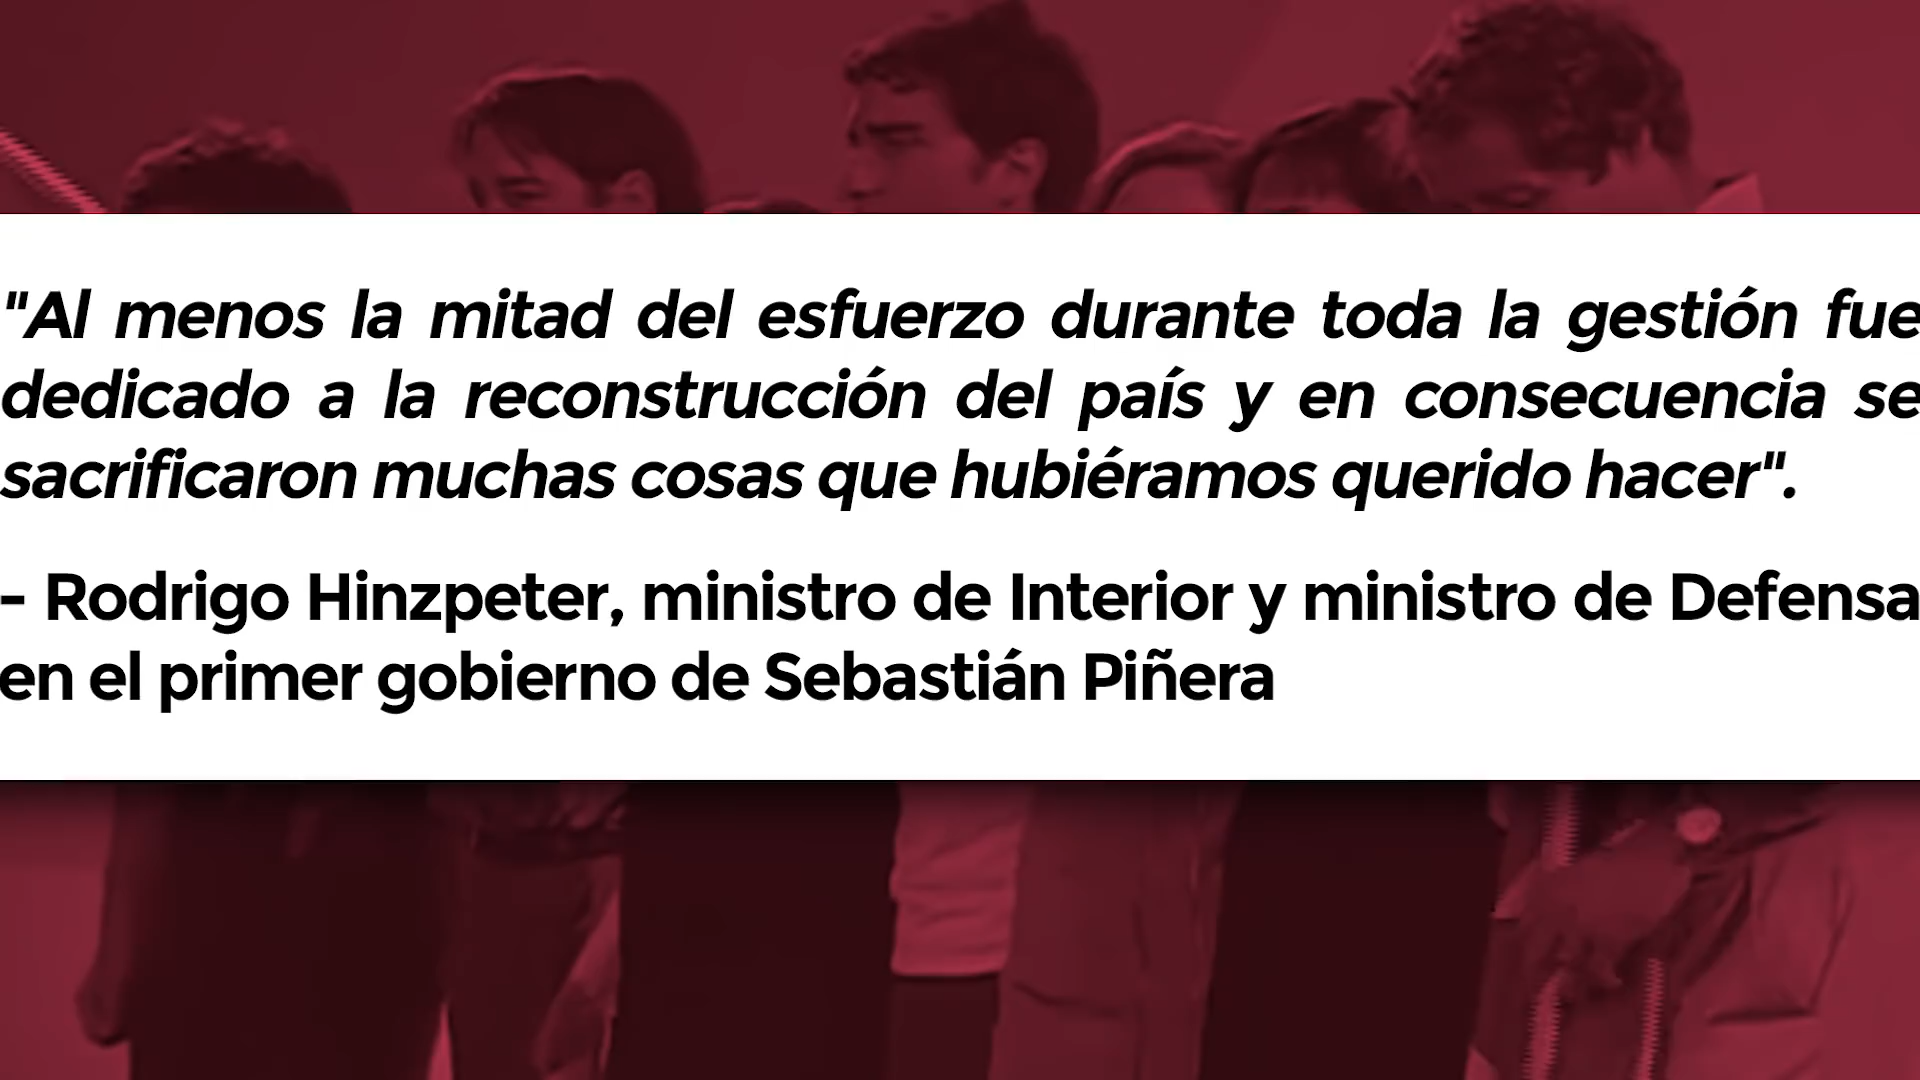 "Al menos la mitad del esfuerzo durante toda la gestión fue
dedicado a la reconstrucción del país y en consecuencia se
sacrificaron muchas cosas que hubiéramos querido hacer".
- Rodrigo Hinzpeter, ministro de Interior y ministro de Defensa
en el primer gobierno de Sebastián Piñera